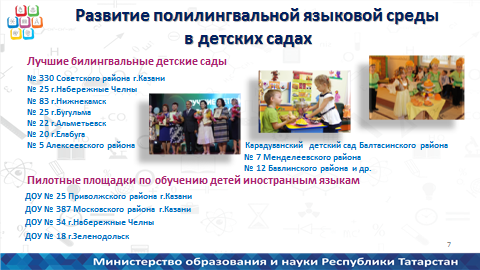 Развитие полилингвальной языковой среды
в детских садах
Лучшие билингвальные детские сады
№ 330 Советского района г.Казани
№ 25 г.Набережные Челны
№ 83 г.Нижнекамск
№ 25 г.Бугульма
№ 22 г.Альметьевск
№ 20 г.Елабуга
№ 5 Алексеевского района
Карадуванский детский сад Балтасинского района
№ 7 Менделеевского района
№ 12 Бавлинского района и др.
Пилотные площадки по обучению детей иностранным языкам
ДОУ № 25 Приволжского района г.Казани
ДОУ № 387 Московского района г.Казани
ДОУ № 34 г.Набережные Челны
ДОУ № 18 г.Зеленодольск
7
Министерство образования и науки Республики Татарстан